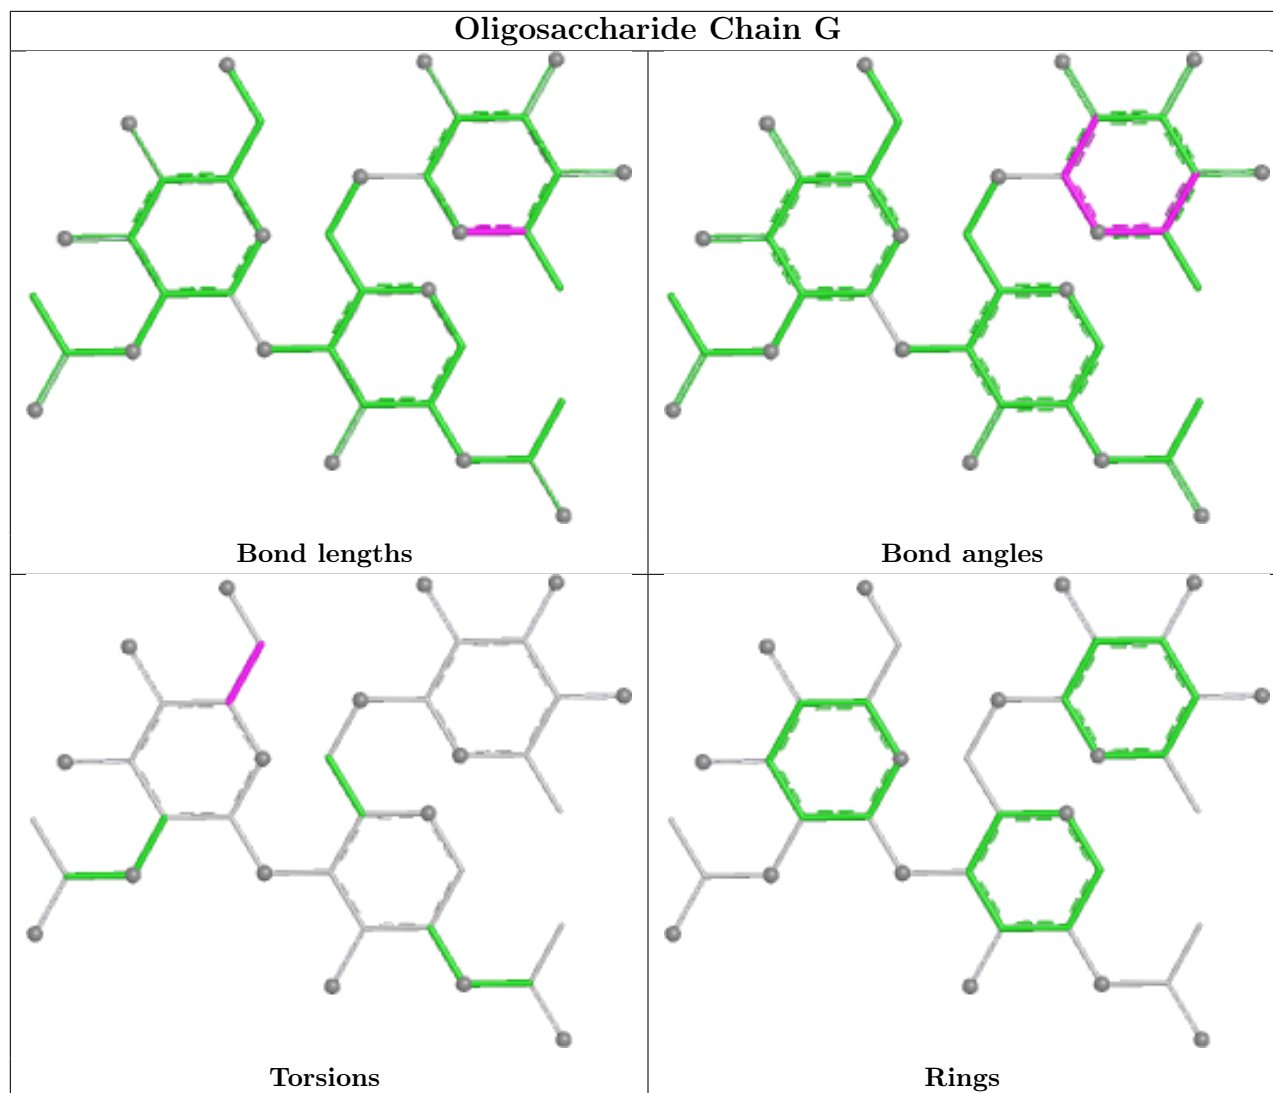 Oligosaccharide Chain G
Bond lengths
Bond angles
Torsions
Rings